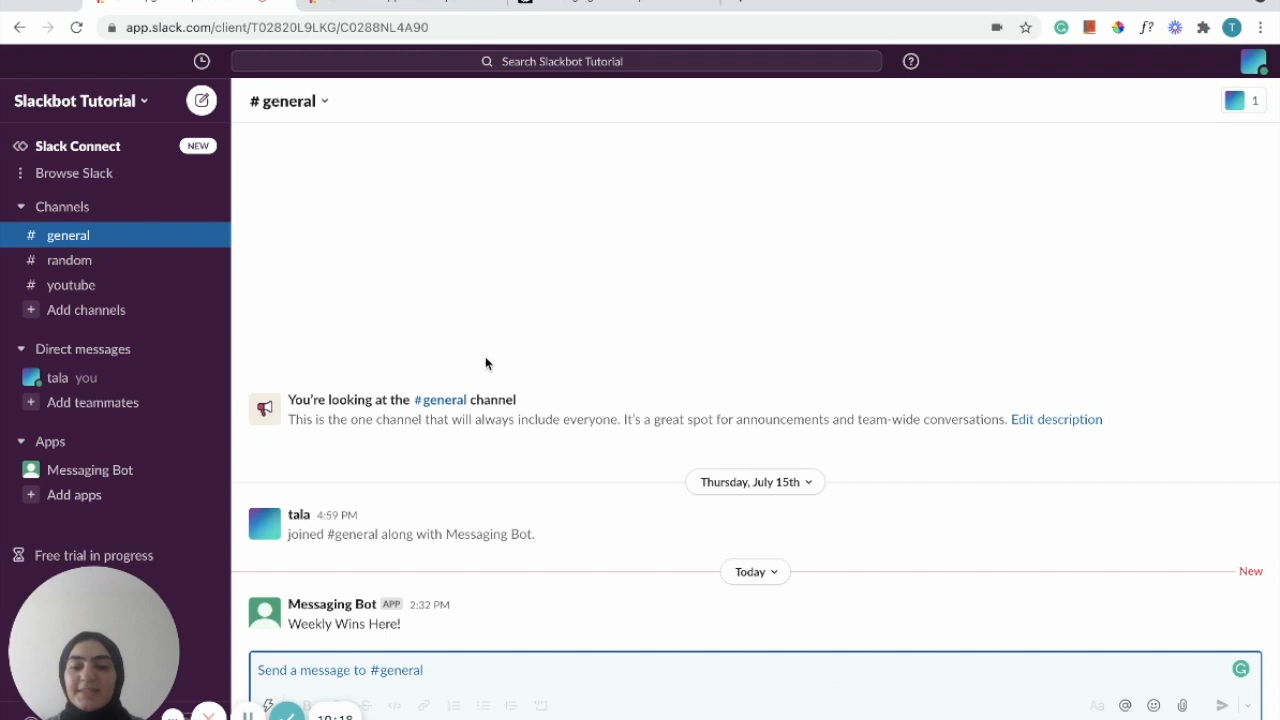 app.slack.com/client/T02820L9LKG/C0288NL4A90
f?
T
Search Slackbot Tutorial
Slackbot Tutorial
# general
1
Slack Connect
NEW
Browse Slack
Channels
# general
# random
# youtube
+ Add channels
Direct messages
tala you
+ Add teammates
Apps
Messaging Bot
+ Add apps
Free trial in progress
You're looking at the #general channel
This is the one channel that will always include everyone. It's a great spot for announcements and team-wide conversations. Edit description
Thursday, July 15th
tala 4:59 PM
joined #general along with Messaging Bot.
Today
New
Messaging Bot APP 2:32 PM
Weekly Wins Here!
Send a message to #general
Aa @